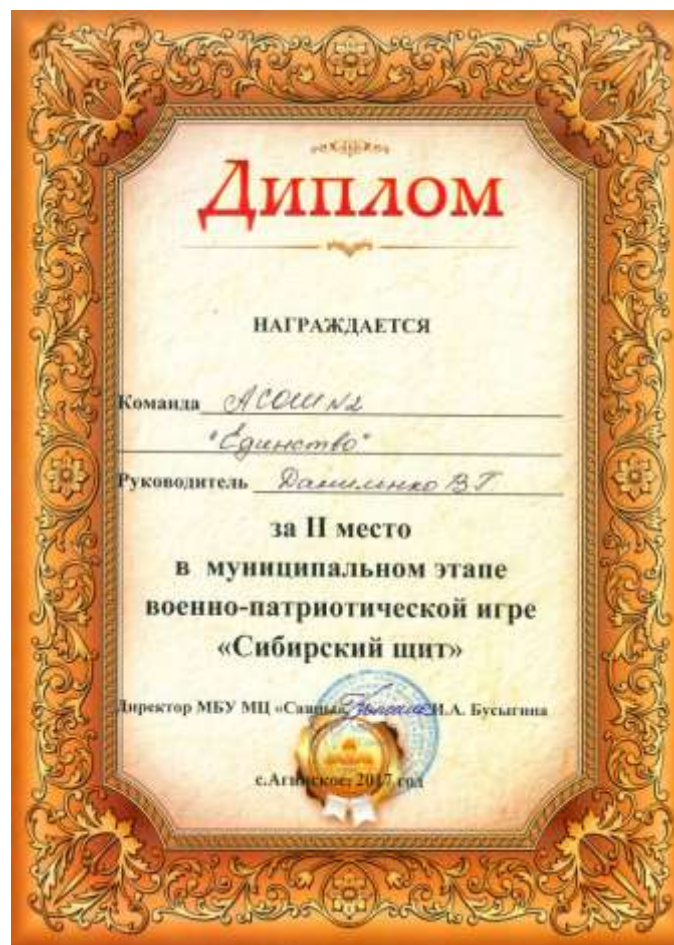 Диплом
НАГРАЖДАЕТСЯ
Команда АСОШ №2
"Единство"
Руководитель Даниленко В.Г.
за II место
в муниципальном этапе
военно-патриотической игре
«Сибирский щит»
Директор МБУ МЦ И.А. Бусыгина
с.Агинское, 2017 год